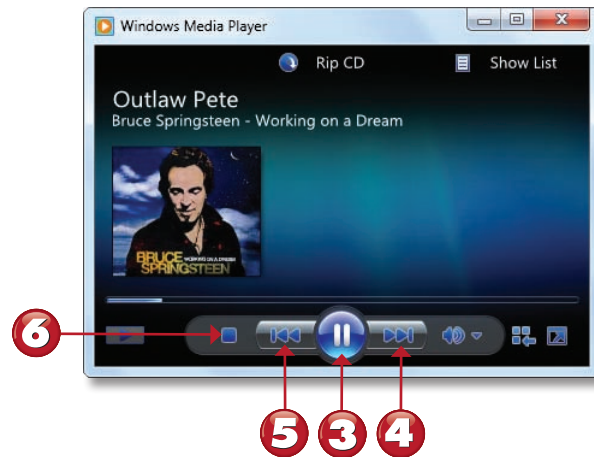 Windows Media Player
Rip CD
Show List
Outlaw Pete
Bruce Springsteen - Working on a Dream
BRUCE WORKING ON A DREAM
SPRINGSTEEN
6
5
3
4